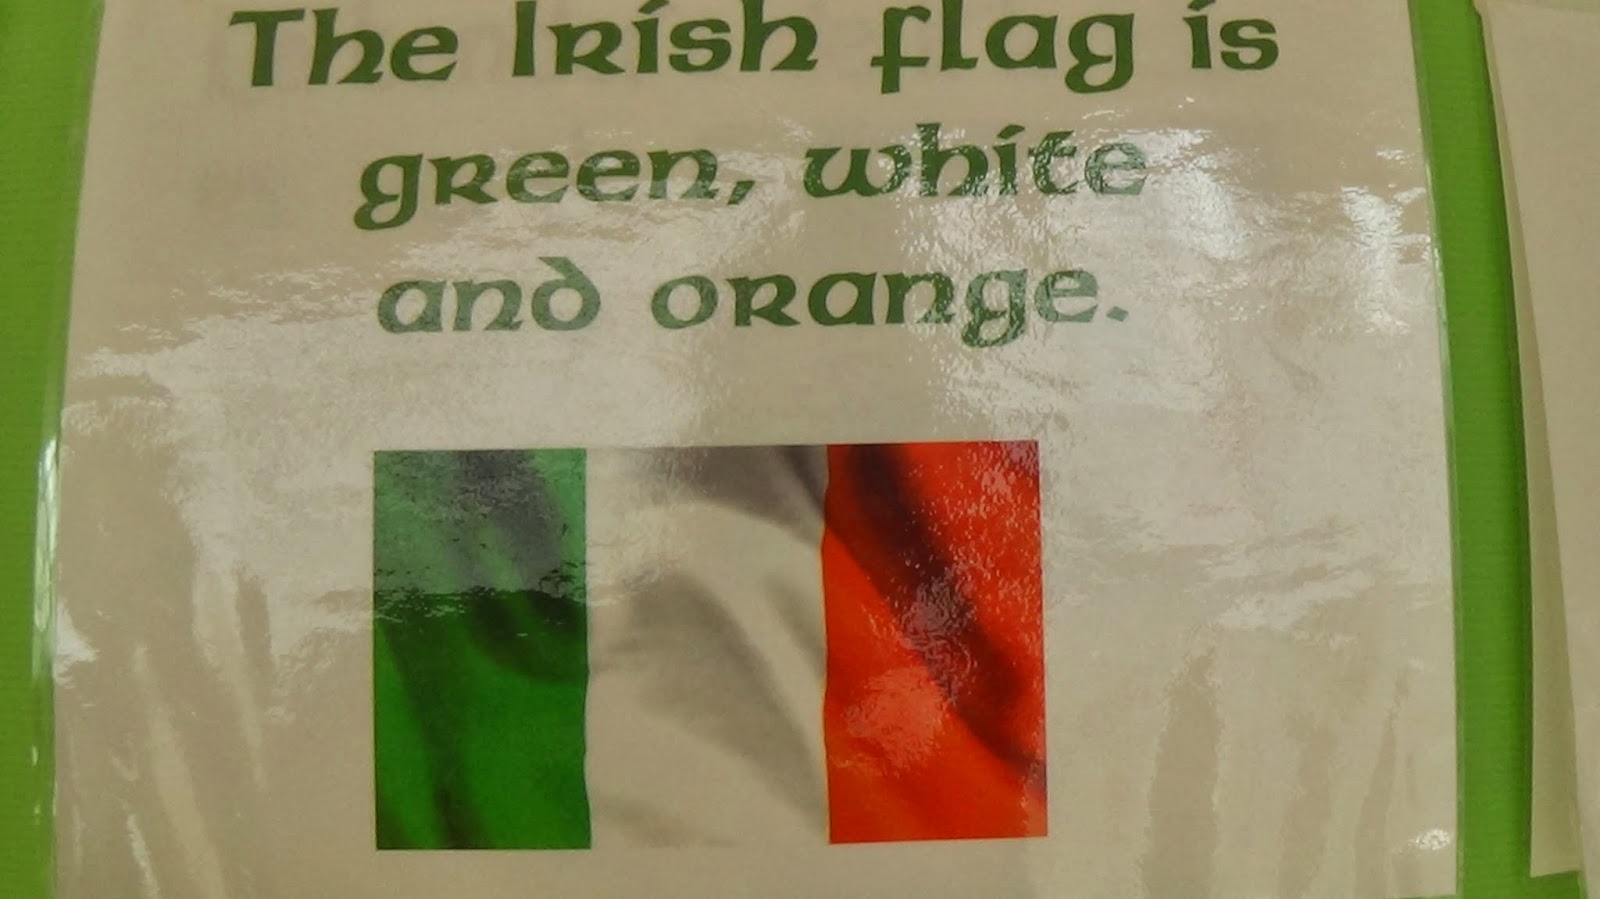 The Irish flag is
green, white
and orange.